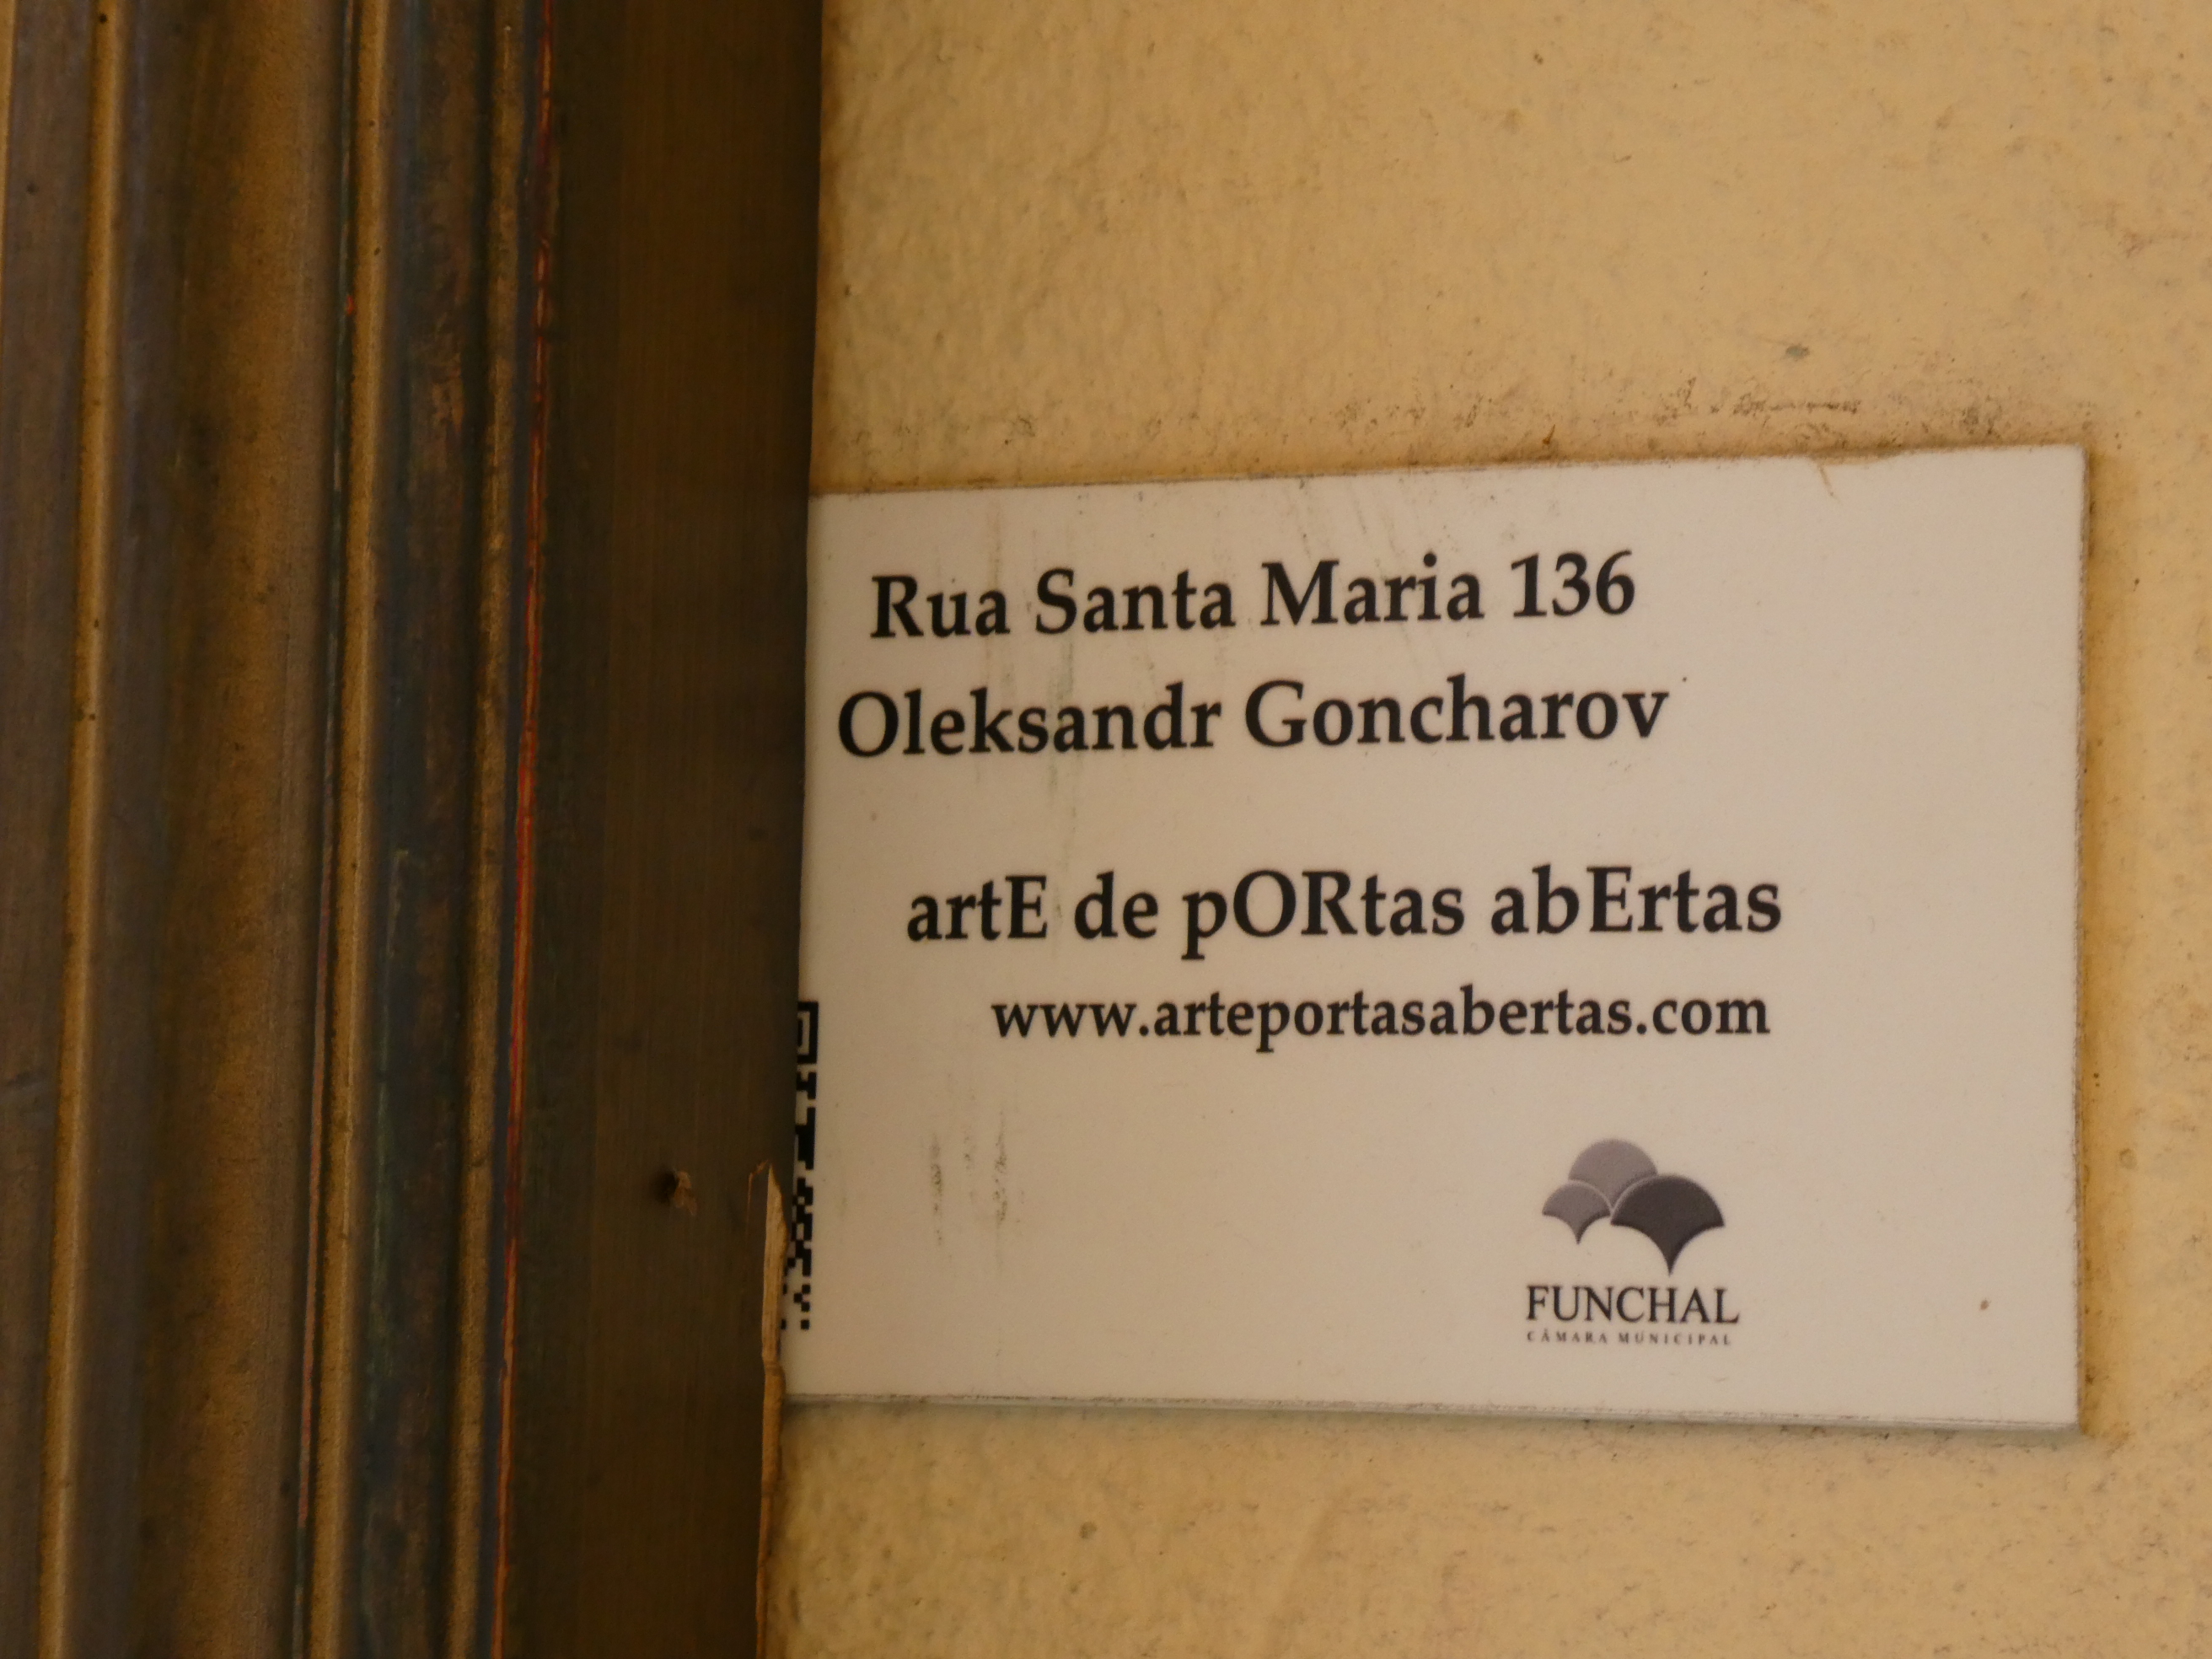 Rua Santa Maria 136
Oleksandr Goncharov
artE de pORtas abErtas
www.arteportasabertas.com
FUNCHAL
CÂMARA MUNICIPAL